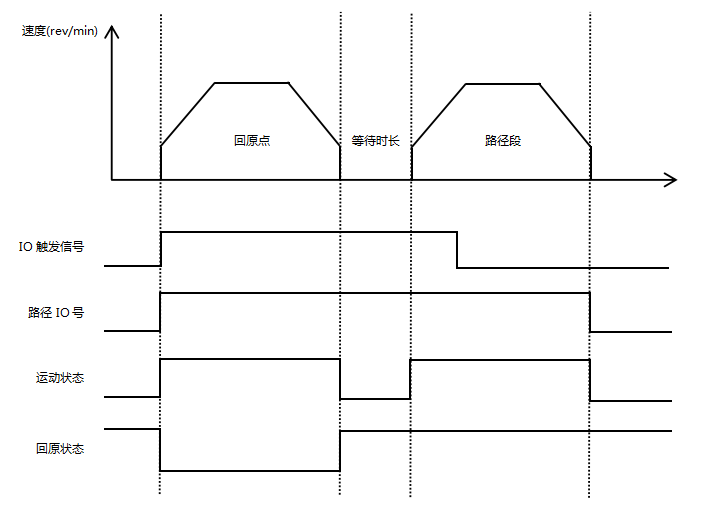 速度(rev/min)
回原点
等待时长
路径段
IO 触发信号
路径 IO 号
运动状态
回原状态